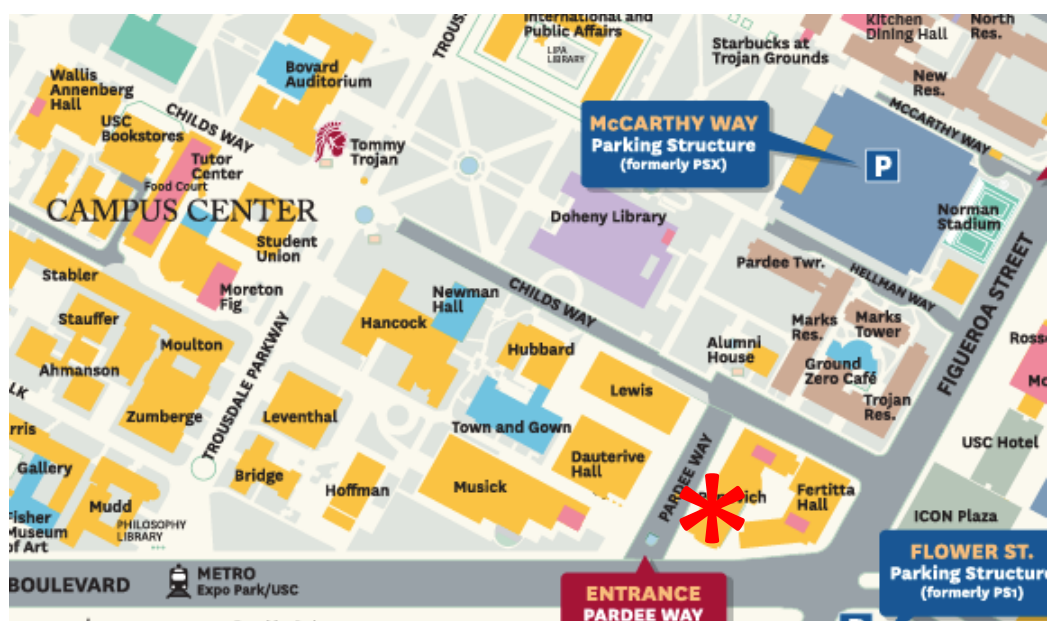 International and
Public Affairs
LIPA
LIBRARY
Kitchen
Dining Hall
North
Res.
Starbucks at
Trojan Grounds
New
Res.
Bovard
Auditorium
Wallis
Annenberg
Hall
USC
Bookstores
CHILDS WAY
McCARTHY WAY
Parking Structure
(formerly PSX)
P
McCARTHY WAY
Tommy
Trojan
Tutor
Center
Food Court
CAMPUS CENTER
Student
Union
Doheny Library
Norman
Stadium
Stabler
Moreton
Fig
Newman
Hall
CHILDS WAY
Pardee Twr.
HELLMAN WAY
FIGUEROA STREET
Stauffer
Moulton
Hancock
Hubbard
Alumni
House
Marks
Res.
Marks
Tower
Ground
Zero Café
Ahmanson
TROUSDALE PARKWAY
Lewis
Trojan
Res.
Zumberge
Leventhal
Town and Gown
USC Hotel
Gallery
Bridge
Hoffman
Musick
Dauterive
Hall
PARDEE WAY
Fertitta
Hall
Mudd
PHILOSOPHY
LIBRARY
Museum
of Art
ICON Plaza
FLOWER ST.
Parking Structure
(formerly PS1)
BOULEVARD
METRO
Expo Park/USC
ENTRANCE
PARDEE WAY